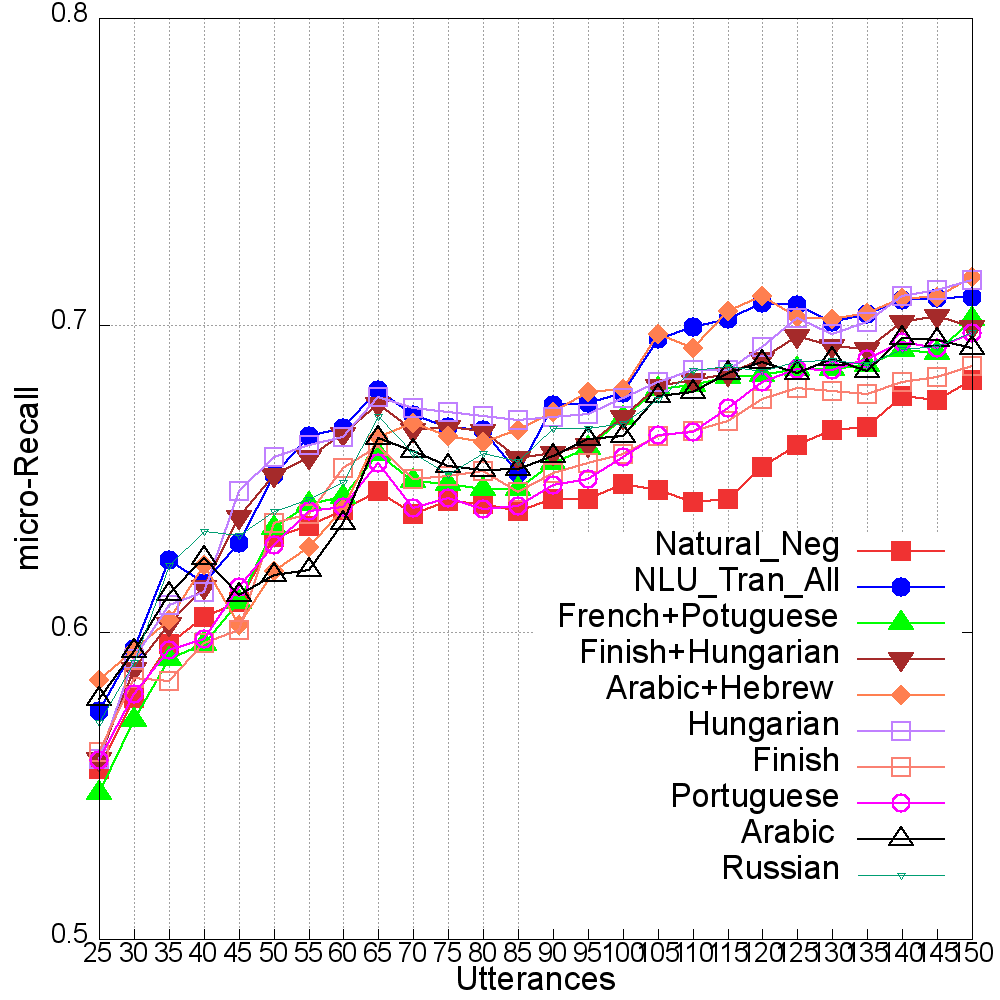 0.8
0.7
0.6
0.5
micro-Recall
Natural_Neg
NLU_Tran_All
French+Potuguese
Finish+Hungarian
Arabic+Hebrew
Hungarian
Finish
Portuguese
Arabic
Russian
25 30 35 40 45 50 55 60 65 70 75 80 85 90 95 100 105 110 115 120 125 130 135 140 145 150
Utterances